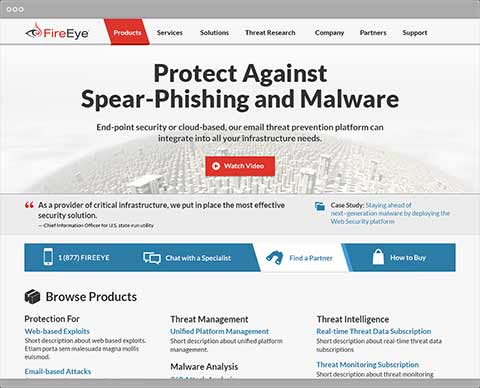 FireEye
Products
Services
Solutions
Threat Research
Company
Partners
Support
Protect Against
Spear-Phishing and Malware
End-point security or cloud-based, our email threat prevention platform can
integrate into all your infrastructure needs.
Watch Video
As a provider of critical infrastructure, we put in place the most effective
security solution.
— Chief Information Officer for U.S. state-run utility
Case Study: Staying ahead of
next–generation malware by deploying the
Web Security platform
1 (877) FIREEYE
Chat with a Specialist
Find a Partner
How to Buy
Browse Products
Protection For
Web-based Exploits
Short description about web based exploits.
Etiam porta sem malesuada magna mollis
euismod.
Email-based Attacks
Threat Management
Unified Platform Management
Short description about unified platform
management.
Malware Analysis
Threat Intelligence
Real-time Threat Data Subscription
Short description about real-time threat data
subscriptions
Threat Monitoring Subscription
Short description about threat monitoring